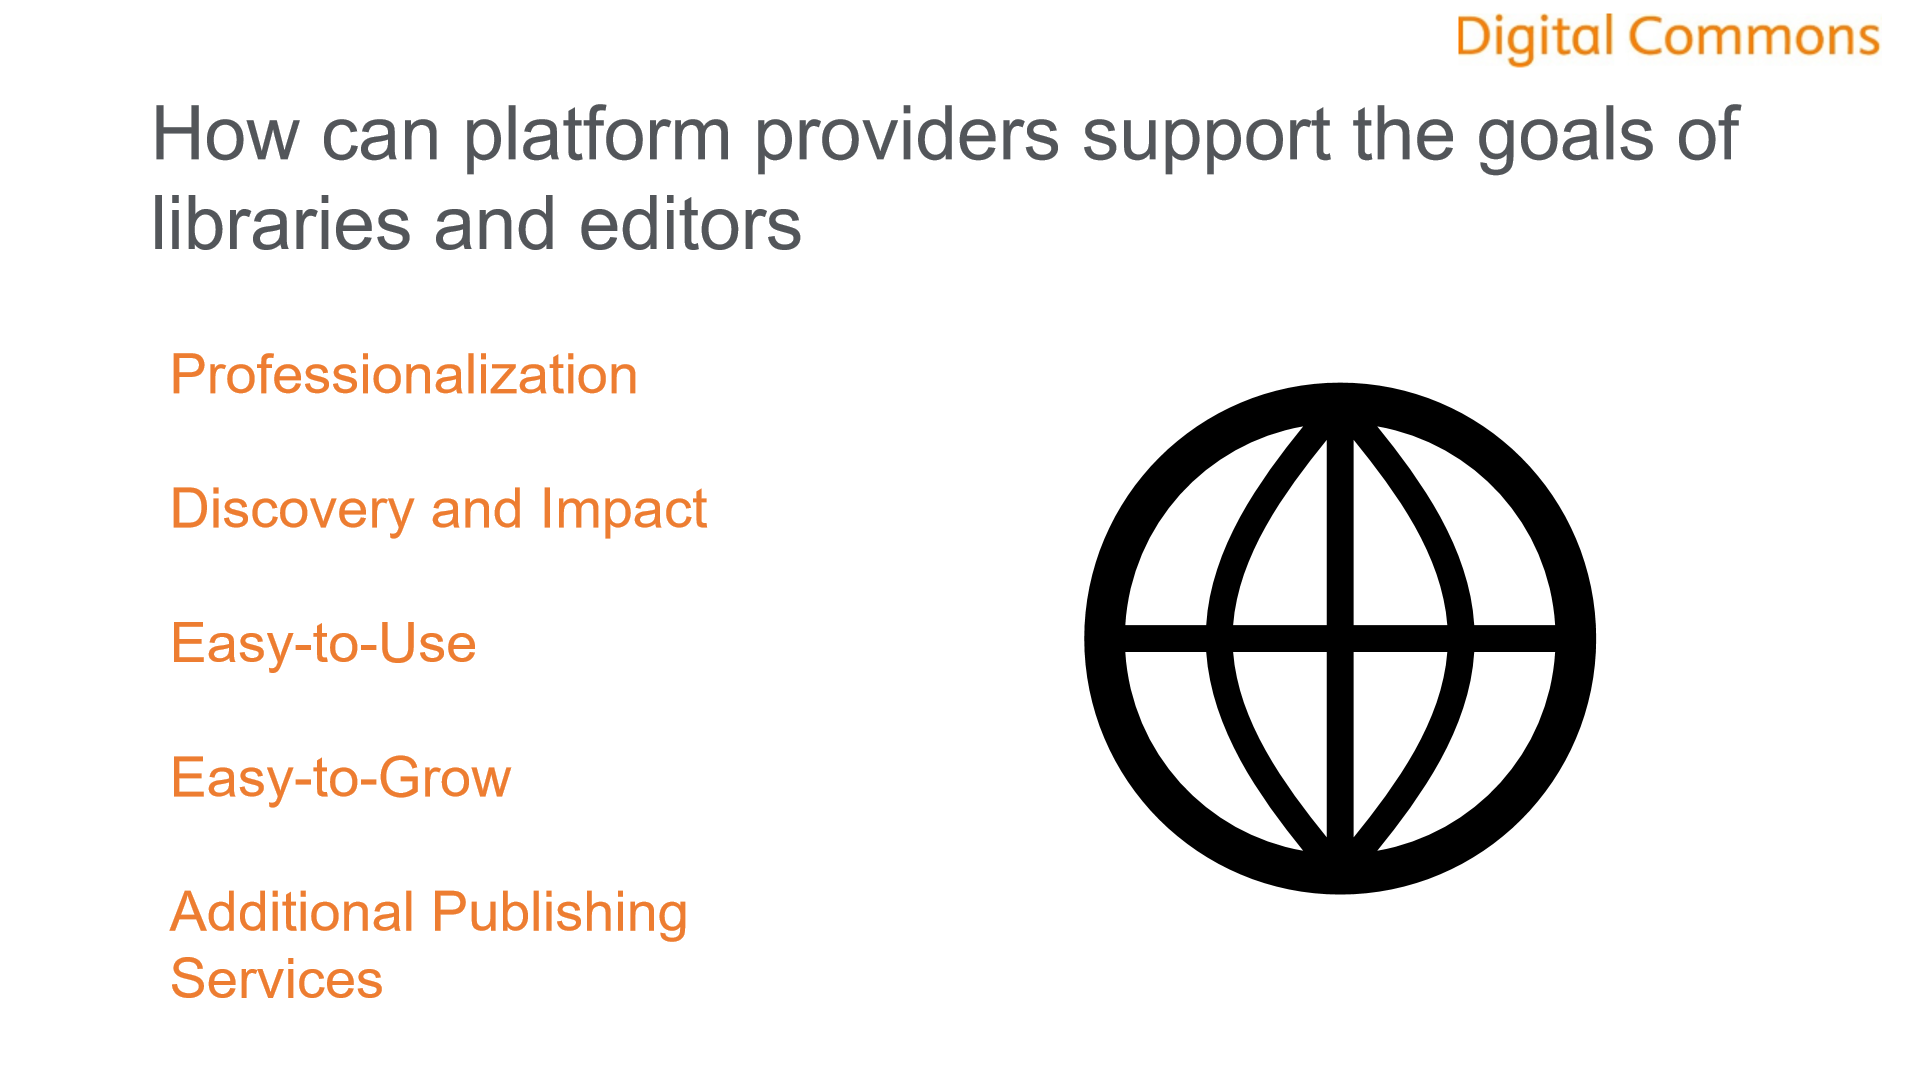 Digital Commons
How can platform providers support the goals of
libraries and editors
Professionalization
Discovery and Impact
Easy-to-Use
Easy-to-Grow
Additional Publishing
Services